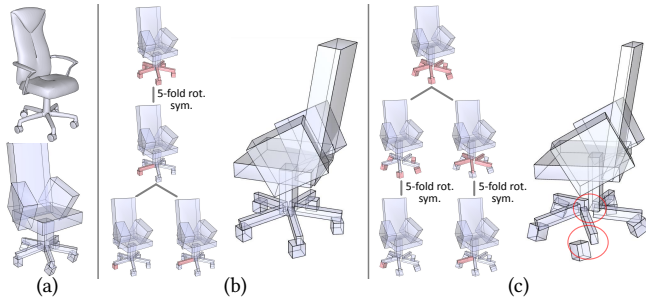 5-fold rot.
sym.
5-fold rot.
sym.
5-fold rot.
sym.
(a)
(b)
(c)